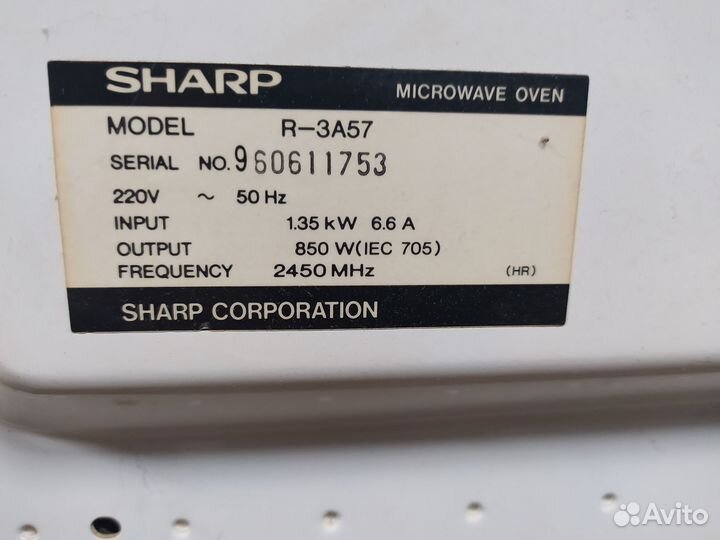 SHARP MICROWAVE OVEN
MODEL R-3A57
SERIAL NO. 960611753
220V ~ 50 Hz
INPUT 1.35 kW 6.6 A
OUTPUT 850 W(IEC 705)
FREQUENCY 2450 MHz (HR)
SHARP CORPORATION
Avito